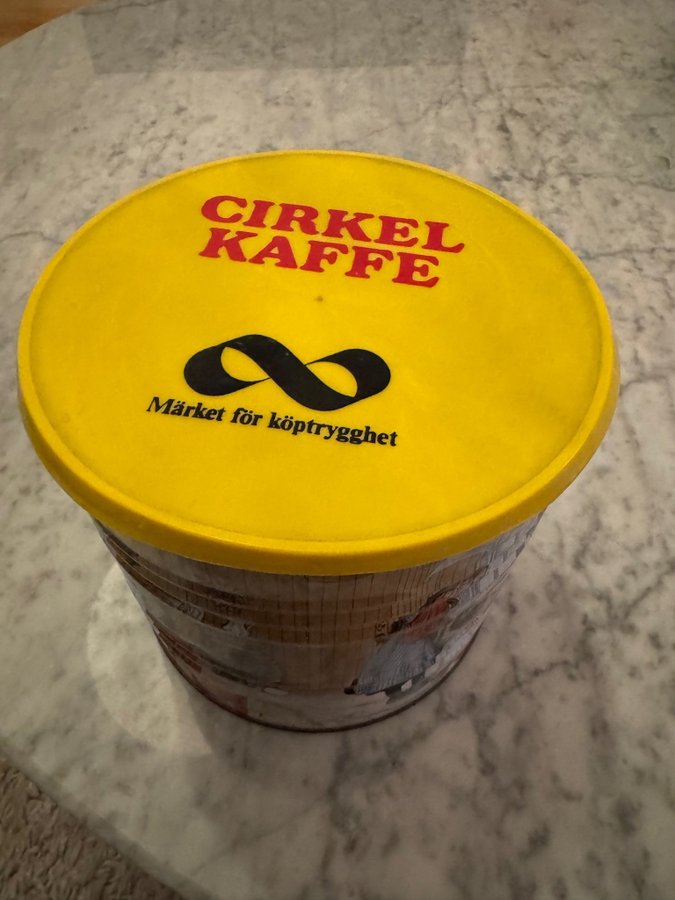 CIRKEL
KAFFE
Märket för köptrygghet